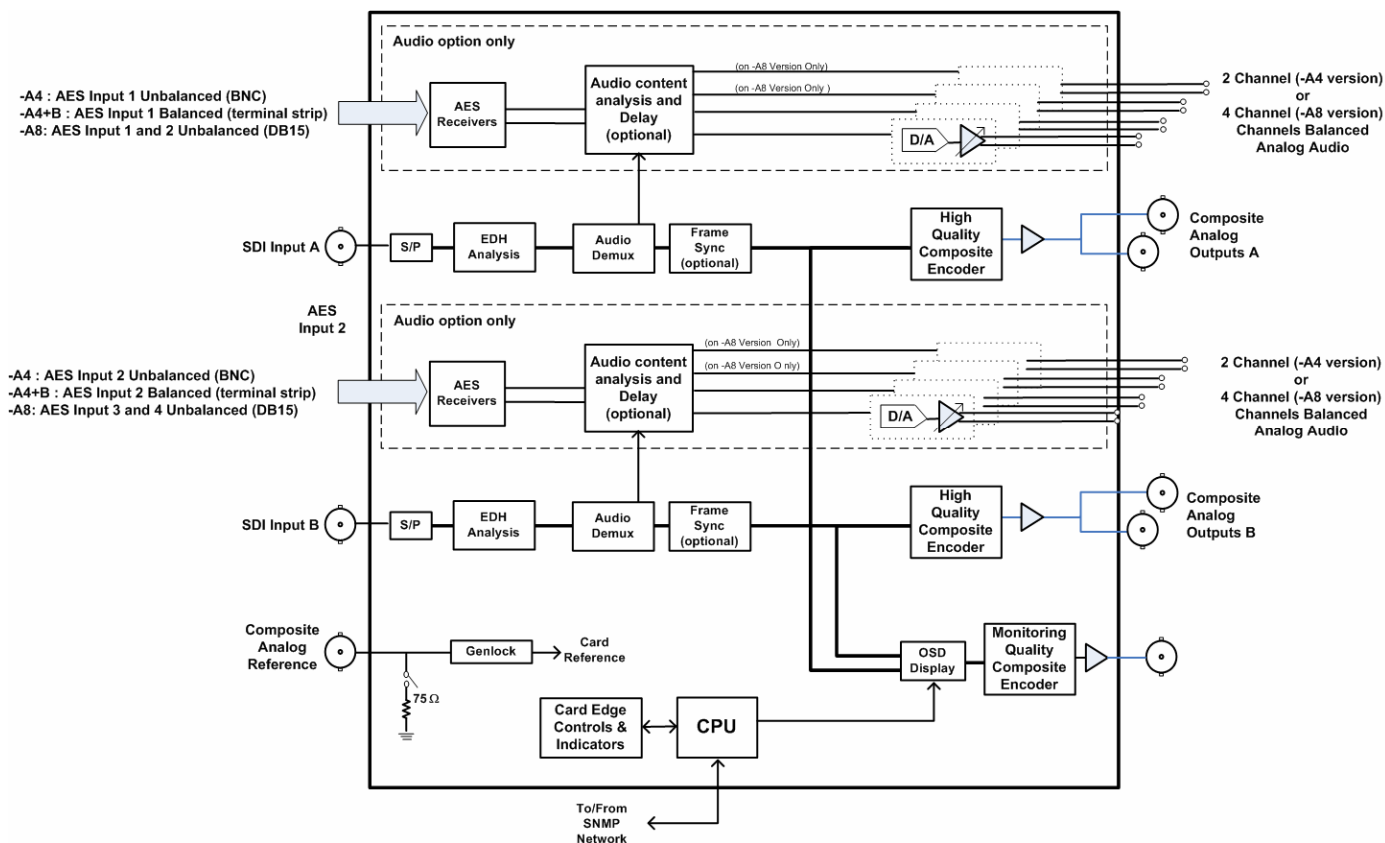 Audio option only
(on -A8 Version Only)
(on -A8 Version Only )
-A4 : AES Input 1 Unbalanced (BNC)
-A4+B : AES Input 1 Balanced (terminal strip)
-A8: AES Input 1 and 2 Unbalanced (DB15)
AES
Receivers
Audio content
analysis and
Delay
(optional)
D/A
2 Channel (-A4 version)
or
4 Channel (-A8 version)
Channels Balanced
Analog Audio
SDI Input A
S/P
EDH
Analysis
Audio
Demux
Frame
Sync
(optional)
High
Quality
Composite
Encoder
Composite
Analog
Outputs A
AES
Input 2
Audio option only
(on -A8 Version Only)
(on -A8 Version O nly)
-A4 : AES Input 2 Unbalanced (BNC)
-A4+B : AES Input 2 Balanced (terminal strip)
-A8: AES Input 3 and 4 Unbalanced (DB15)
AES
Receivers
Audio content
analysis and
Delay
(optional)
D/A
2 Channel (-A4 version)
or
4 Channel (-A8 version)
Channels Balanced
Analog Audio
SDI Input B
S/P
EDH
Analysis
Audio
Demux
Frame
Sync
(optional)
High
Quality
Composite
Encoder
Composite
Analog
Outputs B
Composite
Analog
Reference
Genlock
Card
Reference
75 Ω
OSD
Display
Monitoring
Quality
Composite
Encoder
Card Edge
Controls &
Indicators
CPU
To/From
SNMP
Network